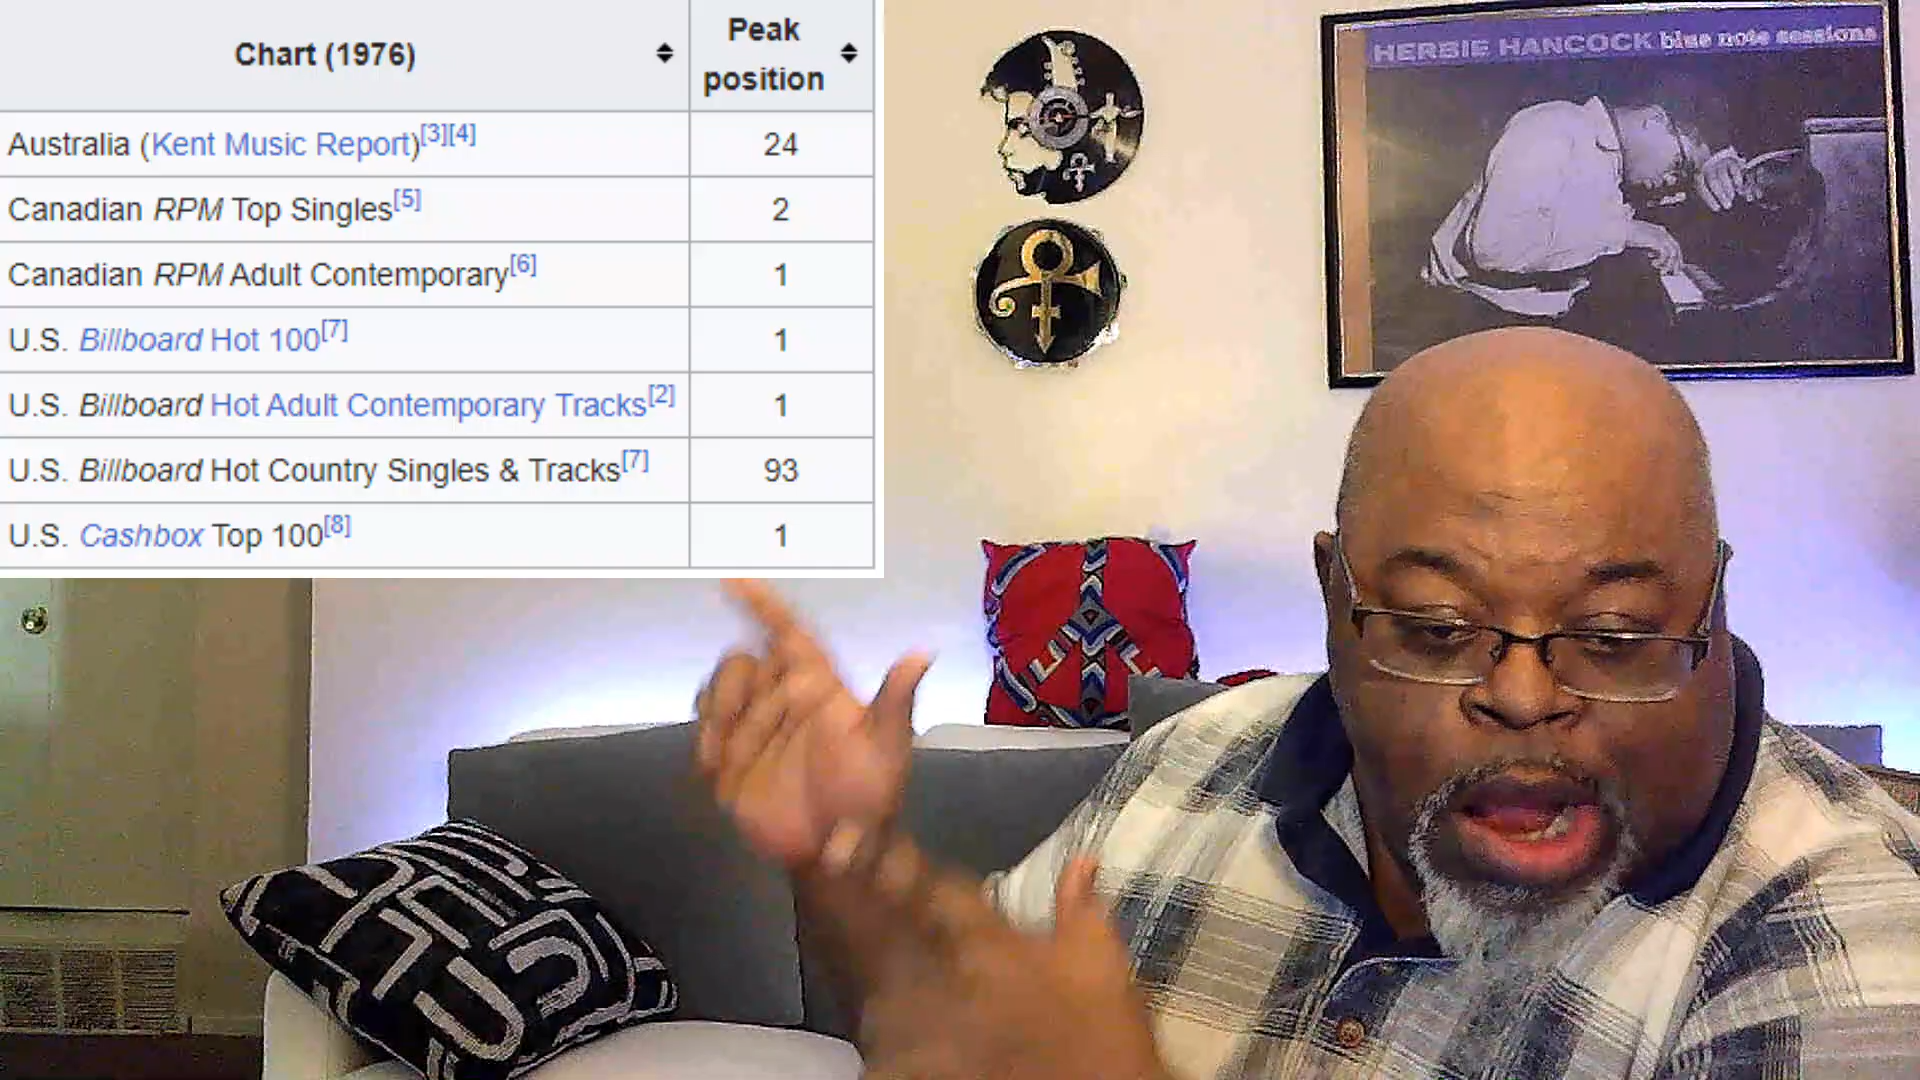 Chart (1976)
Peak position
Australia (Kent Music Report)[3][4] 24
Canadian RPM Top Singles[5] 2
Canadian RPM Adult Contemporary[6] 1
U.S. Billboard Hot 100[7] 1
U.S. Billboard Hot Adult Contemporary Tracks[2] 1
U.S. Billboard Hot Country Singles & Tracks[7] 93
U.S. Cashbox Top 100[8] 1
HERBIE HANCOCK blue note sessions